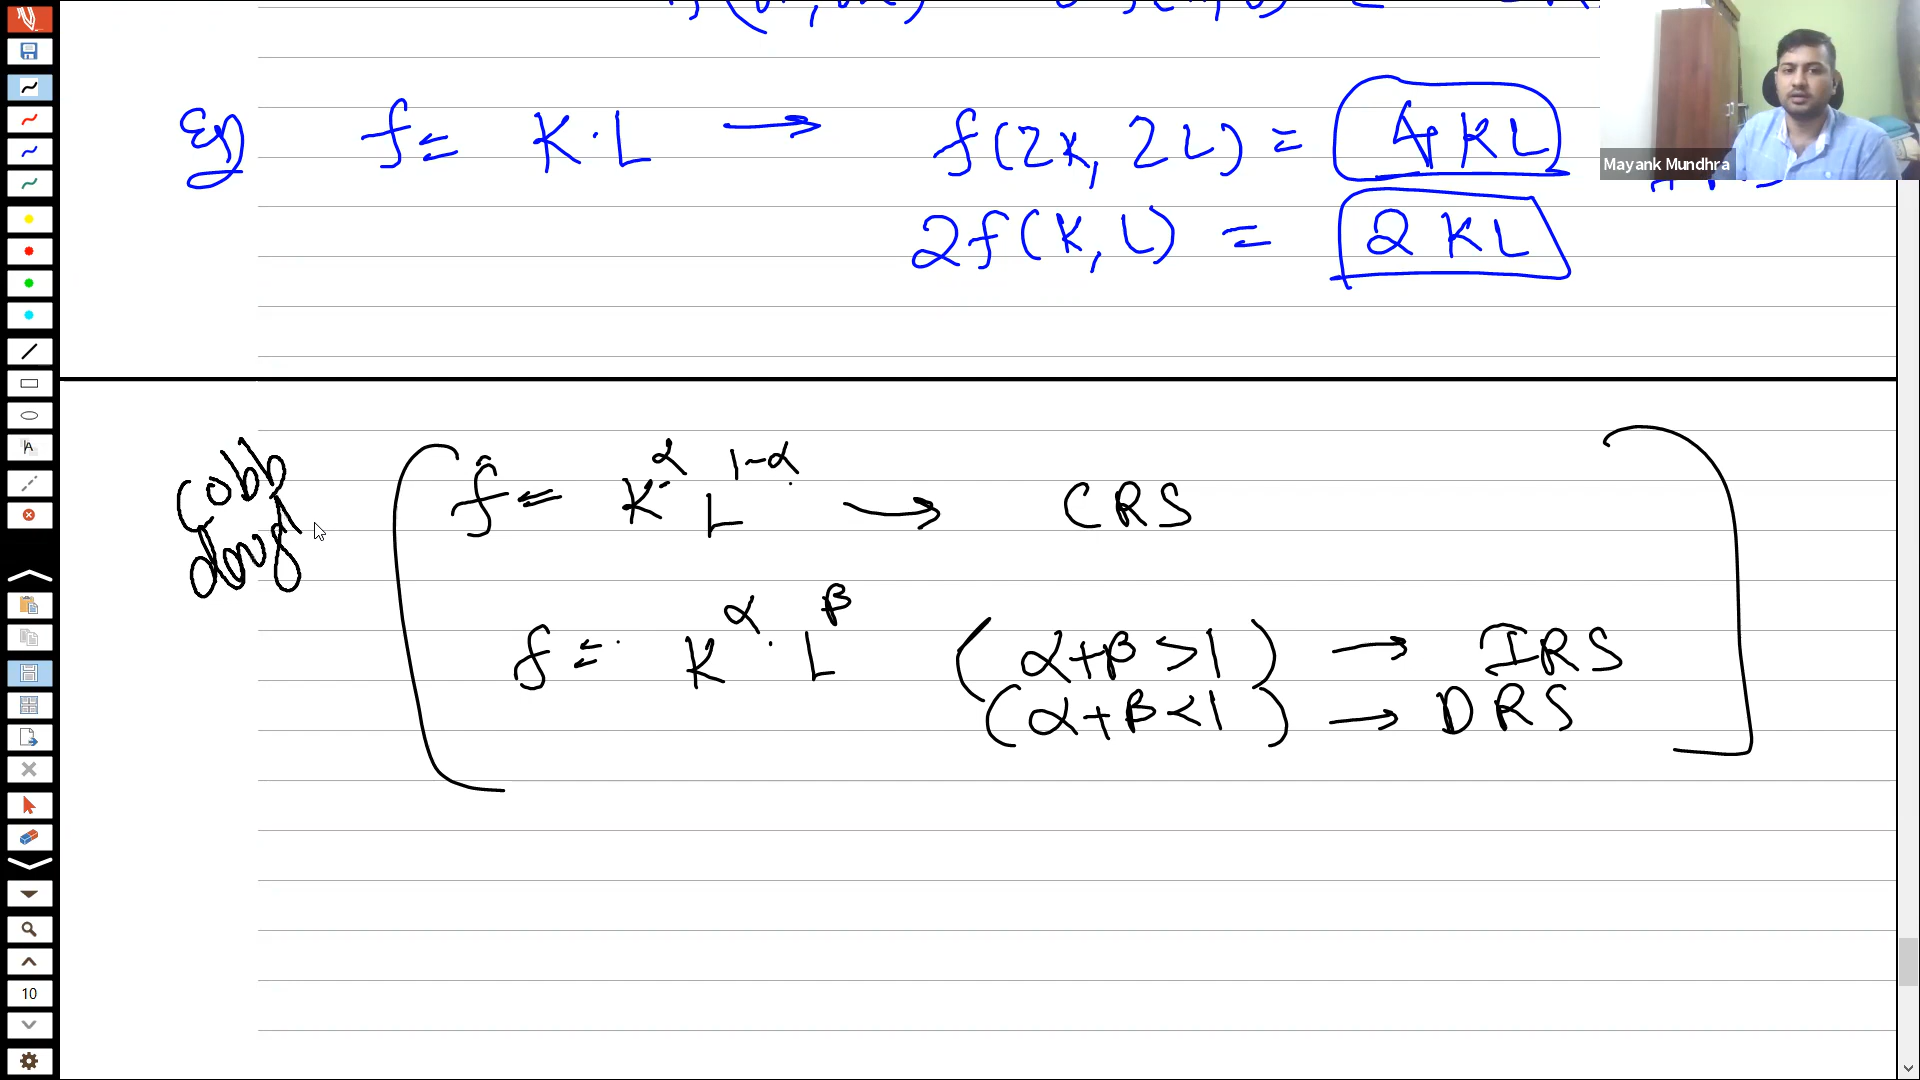 Mayank Mundhra
Eg f = K·L → f(2K, 2L) = 4KL
2f(K, L) = 2KL
Cobb
doug
f = K^α L^1-α → CRS
f = K^α · L^β (α+β>1) → IRS
(α+β<1) → DRS
10